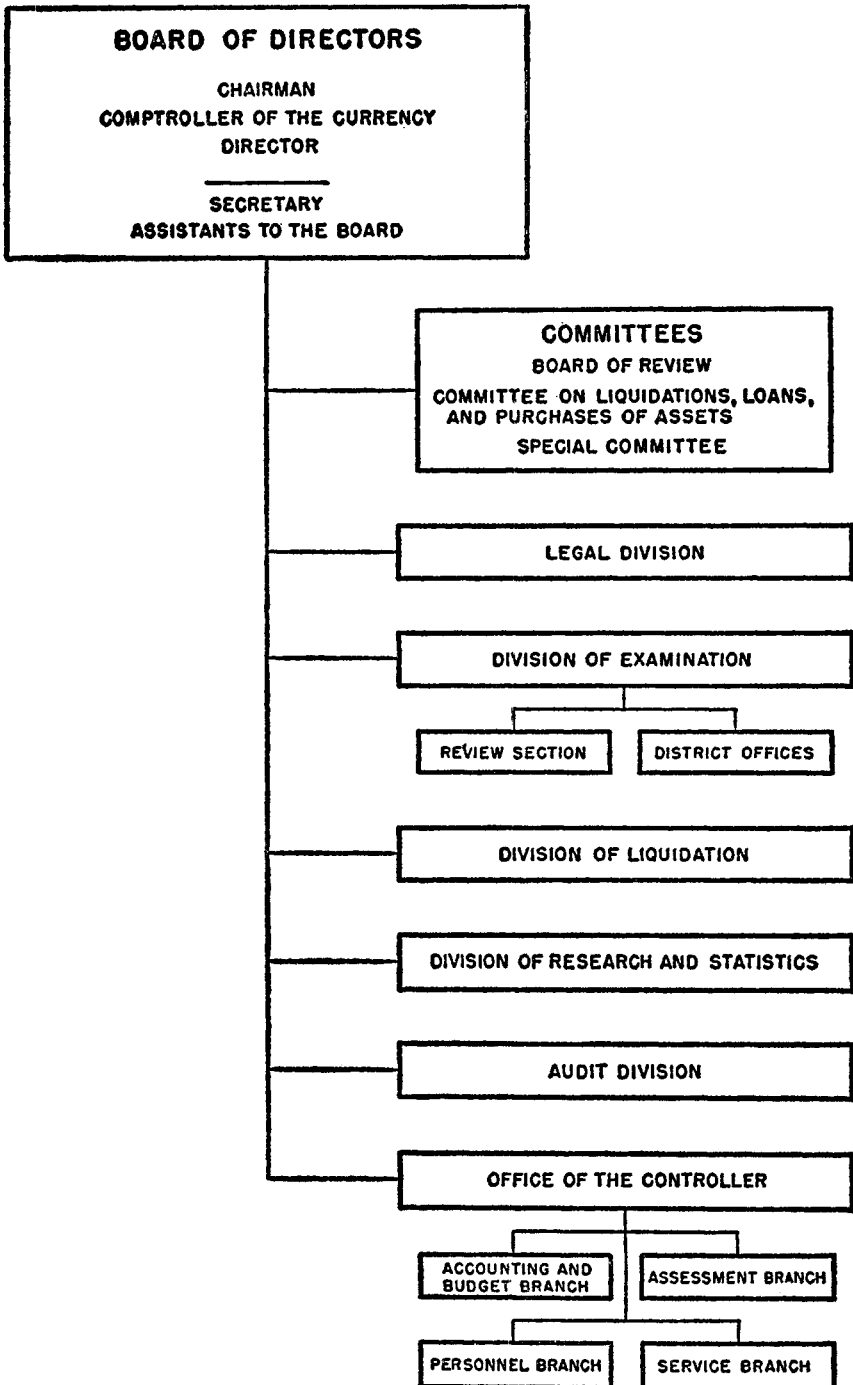 BOARD OF DIRECTORS
CHAIRMAN
COMPTROLLER OF THE CURRENCY
DIRECTOR
SECRETARY
ASSISTANTS TO THE BOARD
COMMITTEES
BOARD OF REVIEW
COMMITTEE ON LIQUIDATIONS, LOANS,
AND PURCHASES OF ASSETS
SPECIAL COMMITTEE
LEGAL DIVISION
DIVISION OF EXAMINATION
REVIEW SECTION
DISTRICT OFFICES
DIVISION OF LIQUIDATION
DIVISION OF RESEARCH AND STATISTICS
AUDIT DIVISION
OFFICE OF THE CONTROLLER
ACCOUNTING AND
BUDGET BRANCH
ASSESSMENT BRANCH
PERSONNEL BRANCH
SERVICE BRANCH